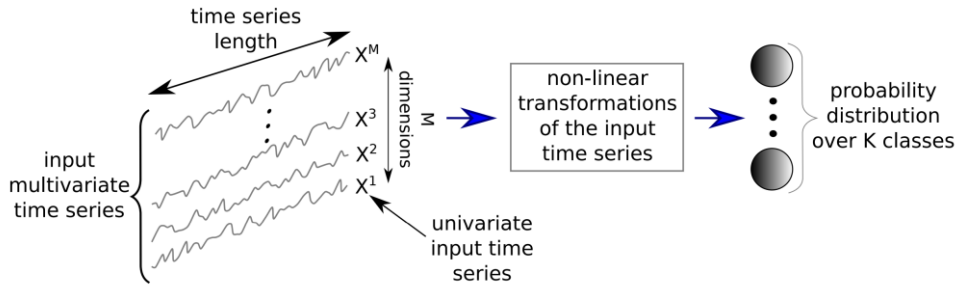 time series
length
X^M
X^3
X^2
X^1
M
dimensions
input
multivariate
time series
univariate
input time
series
non-linear
transformations
of the input
time series
probability
distribution
over K classes